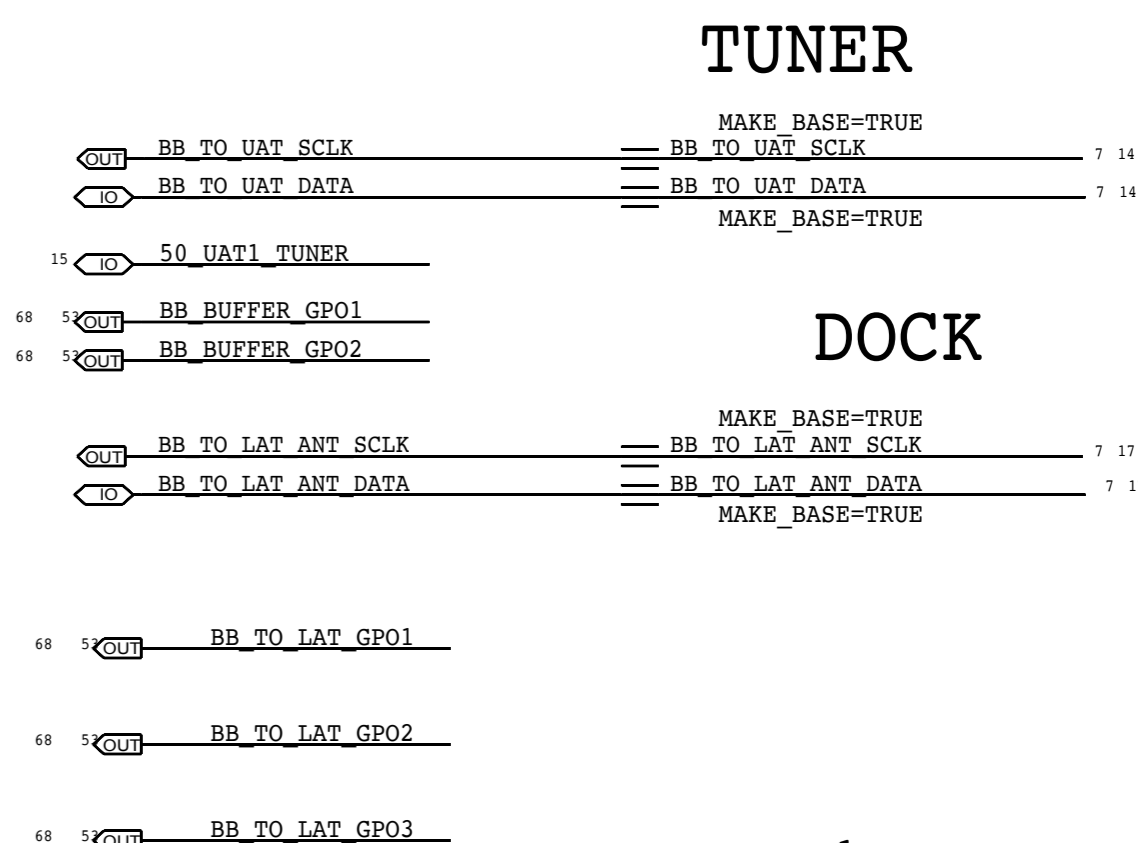 TUNER
MAKE_BASE=TRUE
OUT BB_TO_UAT_SCLK BB_TO_UAT_SCLK 7 14
IO BB_TO_UAT_DATA BB_TO_UAT_DATA 7 14
MAKE_BASE=TRUE
15 IO 50_UAT1_TUNER
68 53 OUT BB_BUFFER_GPO1
DOCK
68 53 OUT BB_BUFFER_GPO2
MAKE_BASE=TRUE
OUT BB_TO_LAT_ANT_SCLK BB_TO_LAT_ANT_SCLK 7 17
IO BB_TO_LAT_ANT_DATA BB_TO_LAT_ANT_DATA 7 1
MAKE_BASE=TRUE
68 53 OUT BB_TO_LAT_GPO1
68 53 OUT BB_TO_LAT_GPO2
68 53 OUT BB_TO_LAT_GPO3